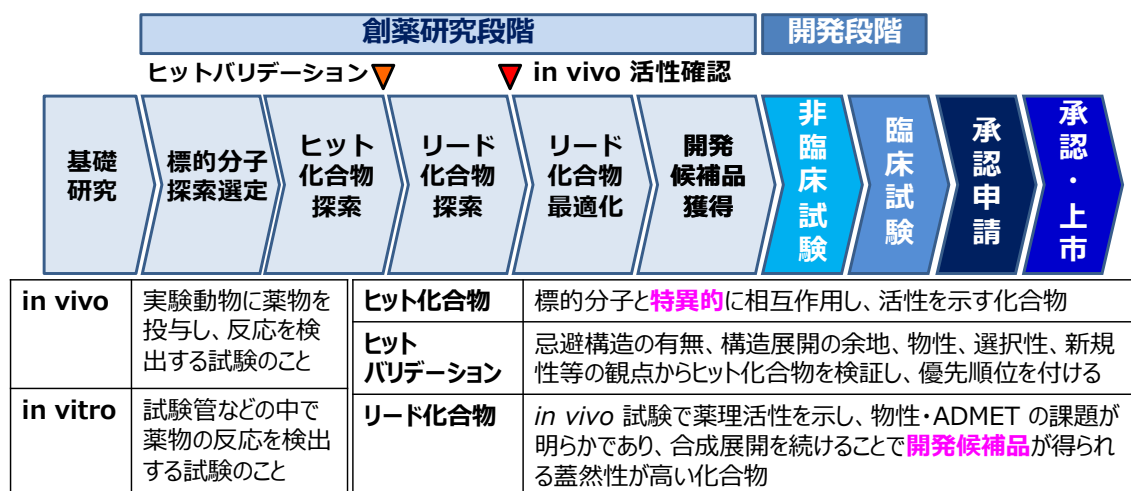 創薬研究段階
開発段階
ヒットバリデーション
in vivo 活性確認
基礎
研究
標的分子
探索選定
ヒット
化合物
探索
リード
化合物
探索
リード
化合物
最適化
開発
候補品
獲得
非臨床試験
臨床試験
承認申請
承認・上市
in vivo
実験動物に薬物を
投与し、反応を検
出する試験のこと
in vitro
試験管などの中で
薬物の反応を検出
する試験のこと
ヒット化合物
標的分子と特異的に相互作用し、活性を示す化合物
ヒット
バリデーション
忌避構造の有無、構造展開の余地、物性、選択性、新規
性等の観点からヒット化合物を検証し、優先順位を付ける
リード化合物
in vivo 試験で薬理活性を示し、物性・ADMET の課題が
明らかであり、合成展開を続けることで開発候補品が得られ
る蓋然性が高い化合物